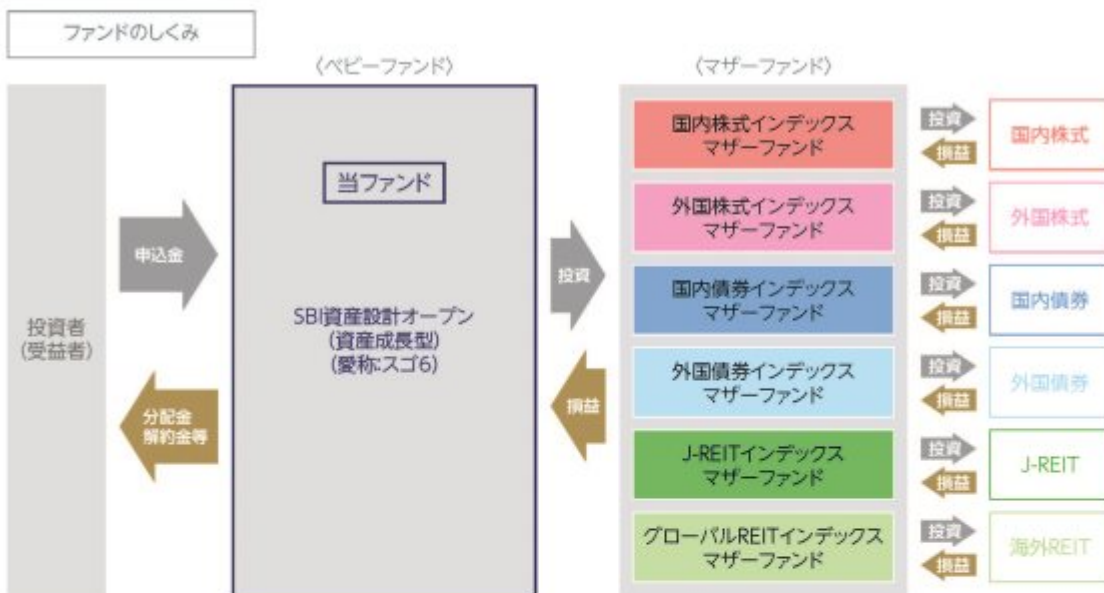 ファンドのしくみ
〈ベビーファンド〉
〈マザーファンド〉
投資者
(受益者)
申込金
分配金
解約金等
当ファンド
SBI資産設計オープン
(資産成長型)
(愛称:スゴ6)
投資
損益
国内株式インデックス
マザーファンド
投資
損益
国内株式
外国株式インデックス
マザーファンド
投資
損益
外国株式
国内債券インデックス
マザーファンド
投資
損益
国内債券
外国債券インデックス
マザーファンド
投資
損益
外国債券
J-REITインデックス
マザーファンド
投資
損益
J-REIT
グローバルREITインデックス
マザーファンド
投資
損益
海外REIT